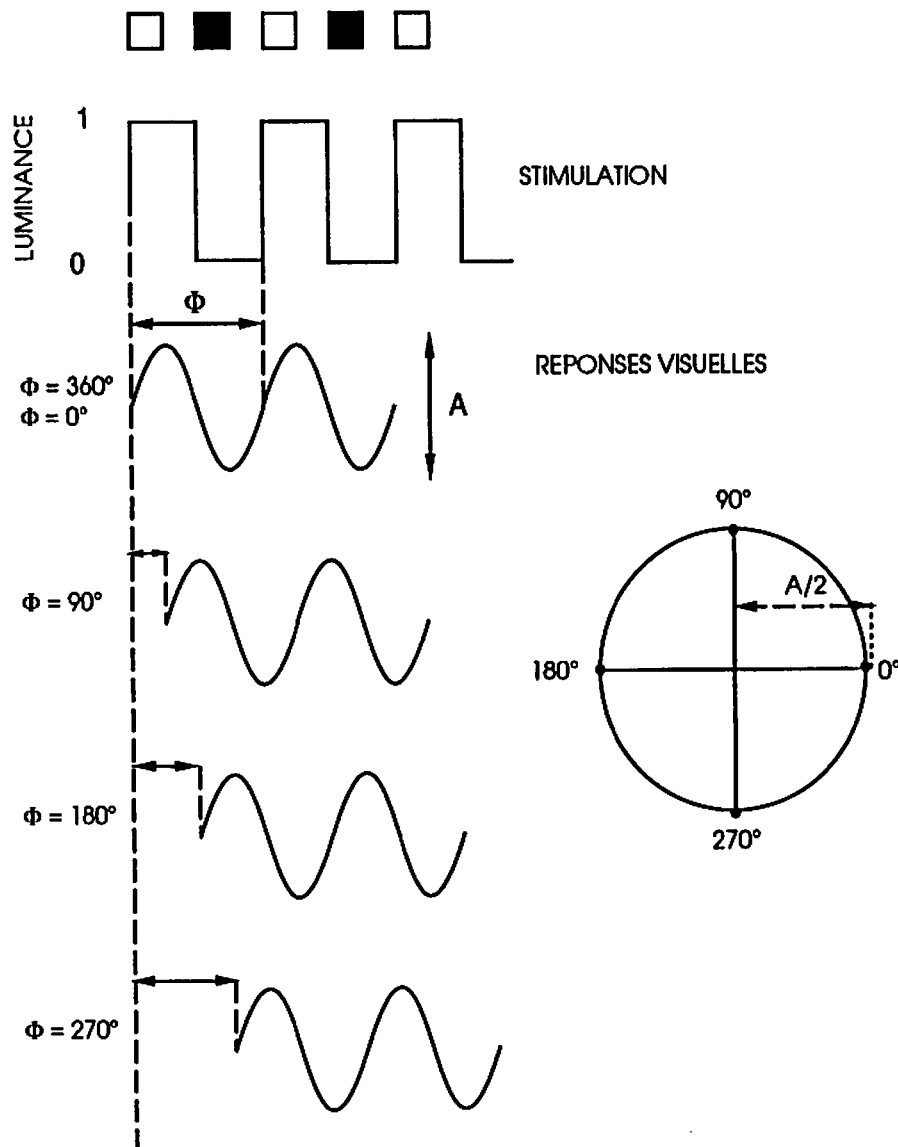 LUMINANCE
1
0
STIMULATION
Φ
Φ = 360°
Φ = 0°
A
REPONSES VISUELLES
Φ = 90°
Φ = 180°
Φ = 270°
90°
A/2
180°
0°
270°